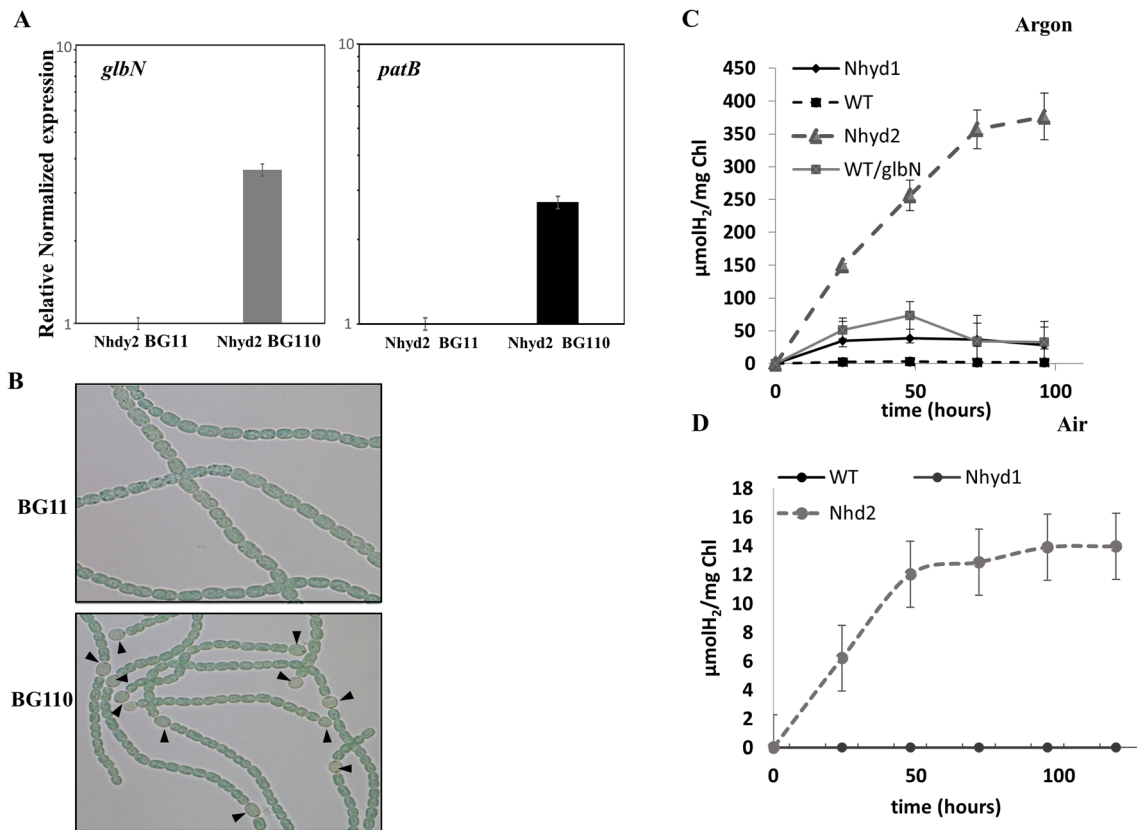 A
Relative Normalized expression
10
1
glbN
Nhdy2 BG11
Nhyd2 BG110
10
1
patB
Nhyd2 BG11
Nhyd2 BG110
B
BG11
BG110
C
Argon
µmolH₂/mg Chl
450
400
350
300
250
200
150
100
50
0
Nhyd1
WT
Nhyd2
WT/glbN
0
50
100
time (hours)
D
Air
WT
Nhyd1
Nhd2
µmolH₂/mg Chl
18
16
14
12
10
8
6
4
2
0
0
50
100
time (hours)